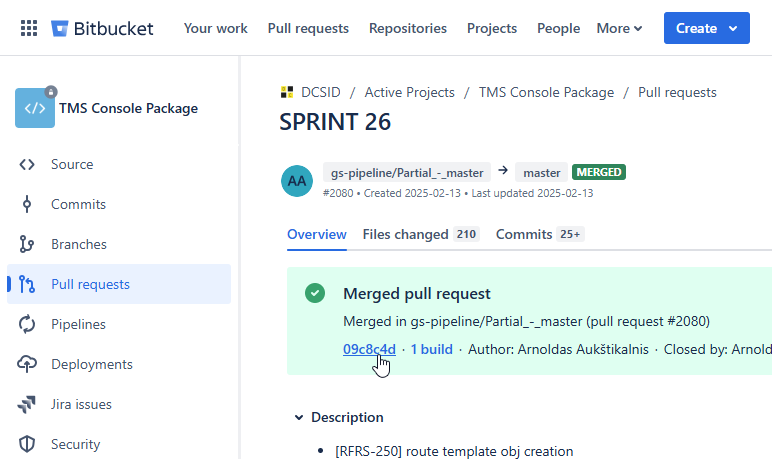 Bitbucket Your work Pull requests Repositories Projects People More Create
TMS Console Package
Source
Commits
Branches
Pull requests
Pipelines
Deployments
Jira issues
Security
DCSID / Active Projects / TMS Console Package / Pull requests
SPRINT 26
AA gs-pipeline/Partial_-_master → master MERGED
#2080 • Created 2025-02-13 • Last updated 2025-02-13
Overview Files changed 210 Commits 25+
Merged pull request
Merged in gs-pipeline/Partial_-_master (pull request #2080)
09c8c4d · 1 build · Author: Arnoldas Aukštikalnis · Closed by: Arnold
Description
• [RFRS-250] route template obj creation